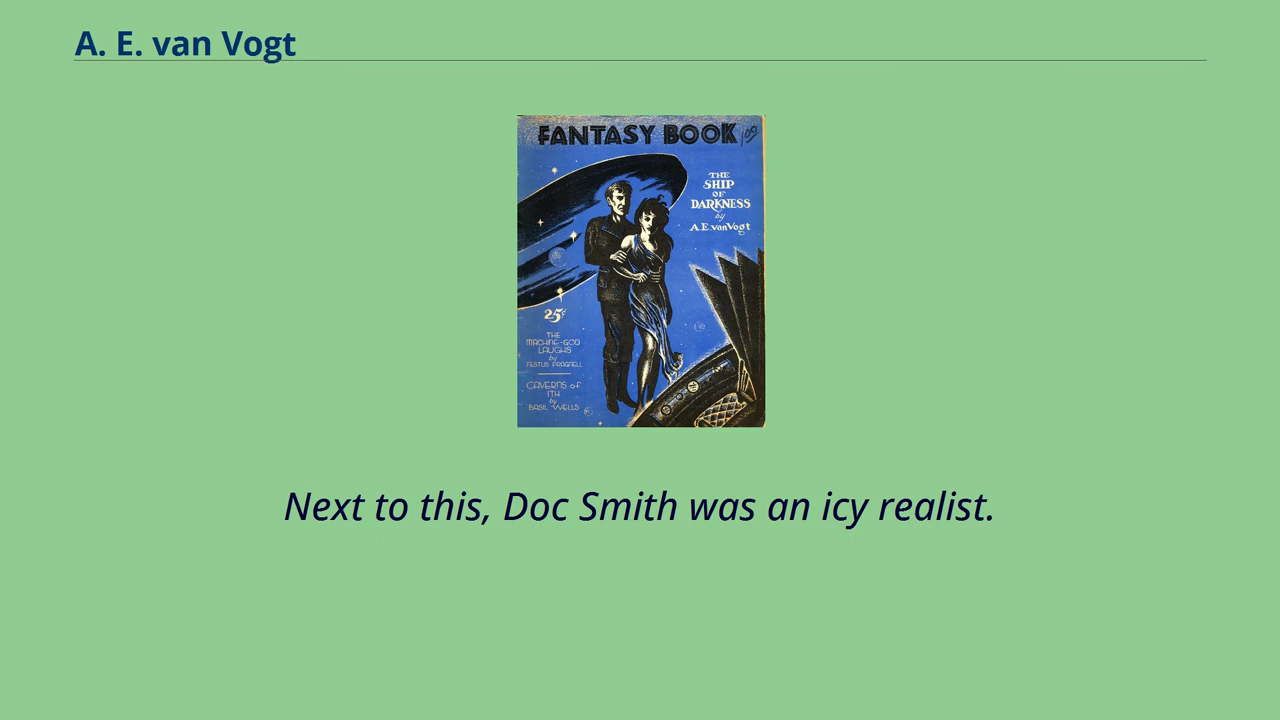 A. E. van Vogt
FANTASY BOOK
100
THE
SHIP
OF
DARKNESS
by
A.E. van Vogt
25¢
THE
MACHINE-GOD
LAUGHS
by
FESTUS PRAGNELL
CAVERNS of
ITH
by
BASIL WELLS
Next to this, Doc Smith was an icy realist.